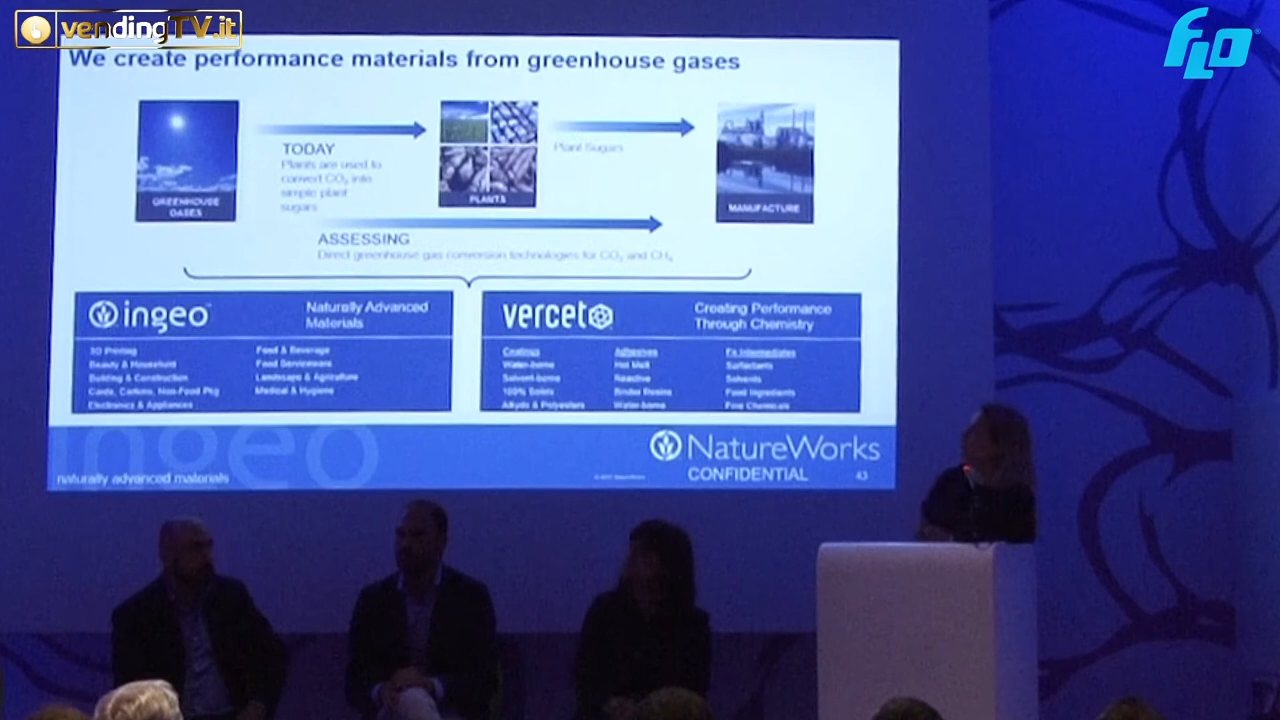 vendingTV.it
FLO
We create performance materials from greenhouse gases
TODAY
Plants are used to
convert CO₂ into
simple plant
sugars
Plant Sugars
GREENHOUSE
GASES
PLANTS
MANUFACTURE
ASSESSING
Direct greenhouse gas conversion technologies for CO₂ and CH₄
ingeo™
Naturally Advanced
Materials
3D Printing
Beauty & Household
Building & Construction
Cards, Cartons, Non-Food Pkg
Electronics & Appliances
Food & Beverage
Food Serviceware
Landscape & Agriculture
Medical & Hygiene
verceto
Creating Performance
Through Chemistry
Coatings
Water-borne
Solvent-borne
100% Solids
Alkyds & Polyesters
Adhesives
Hot Melt
Reactive
Binder Resins
Water-borne
Intermediates
Surfactants
Solvents
Food Ingredients
Fine Chemicals
ingeo
naturally advanced materials
NatureWorks
CONFIDENTIAL
43